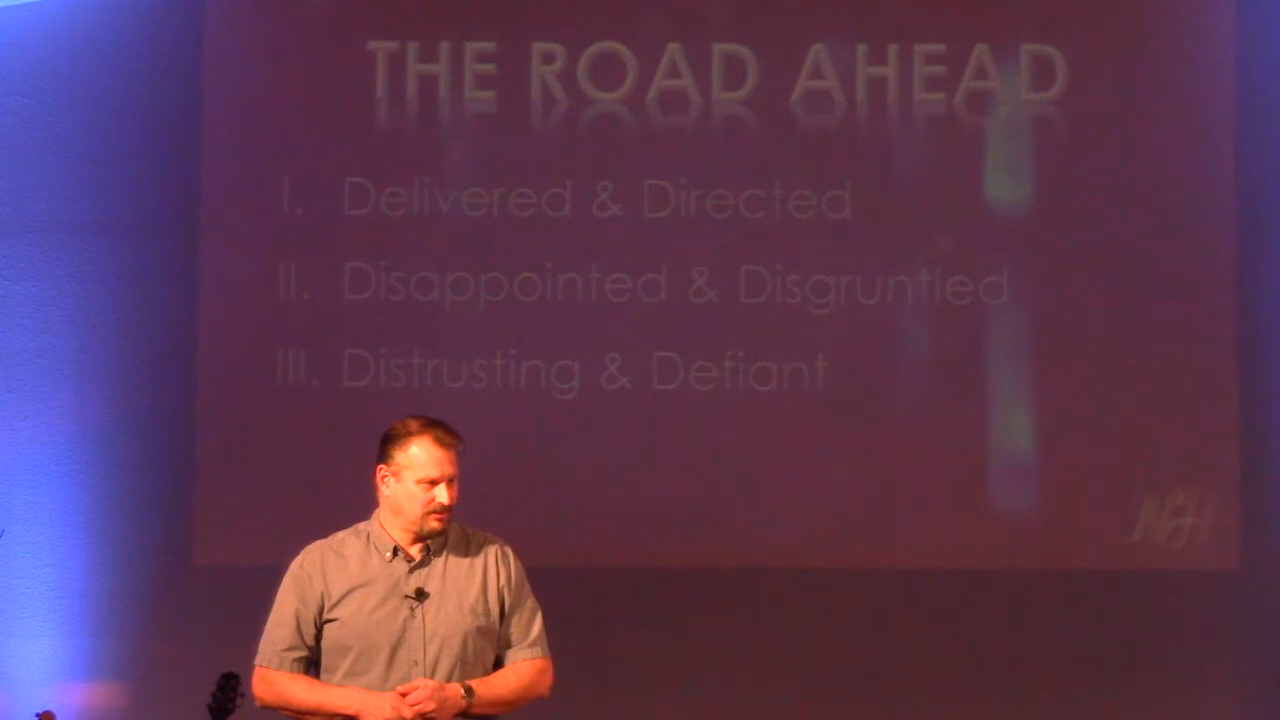 THE ROAD AHEAD
I. Delivered & Directed
II. Disappointed & Disgruntled
III. Distrusting & Defiant